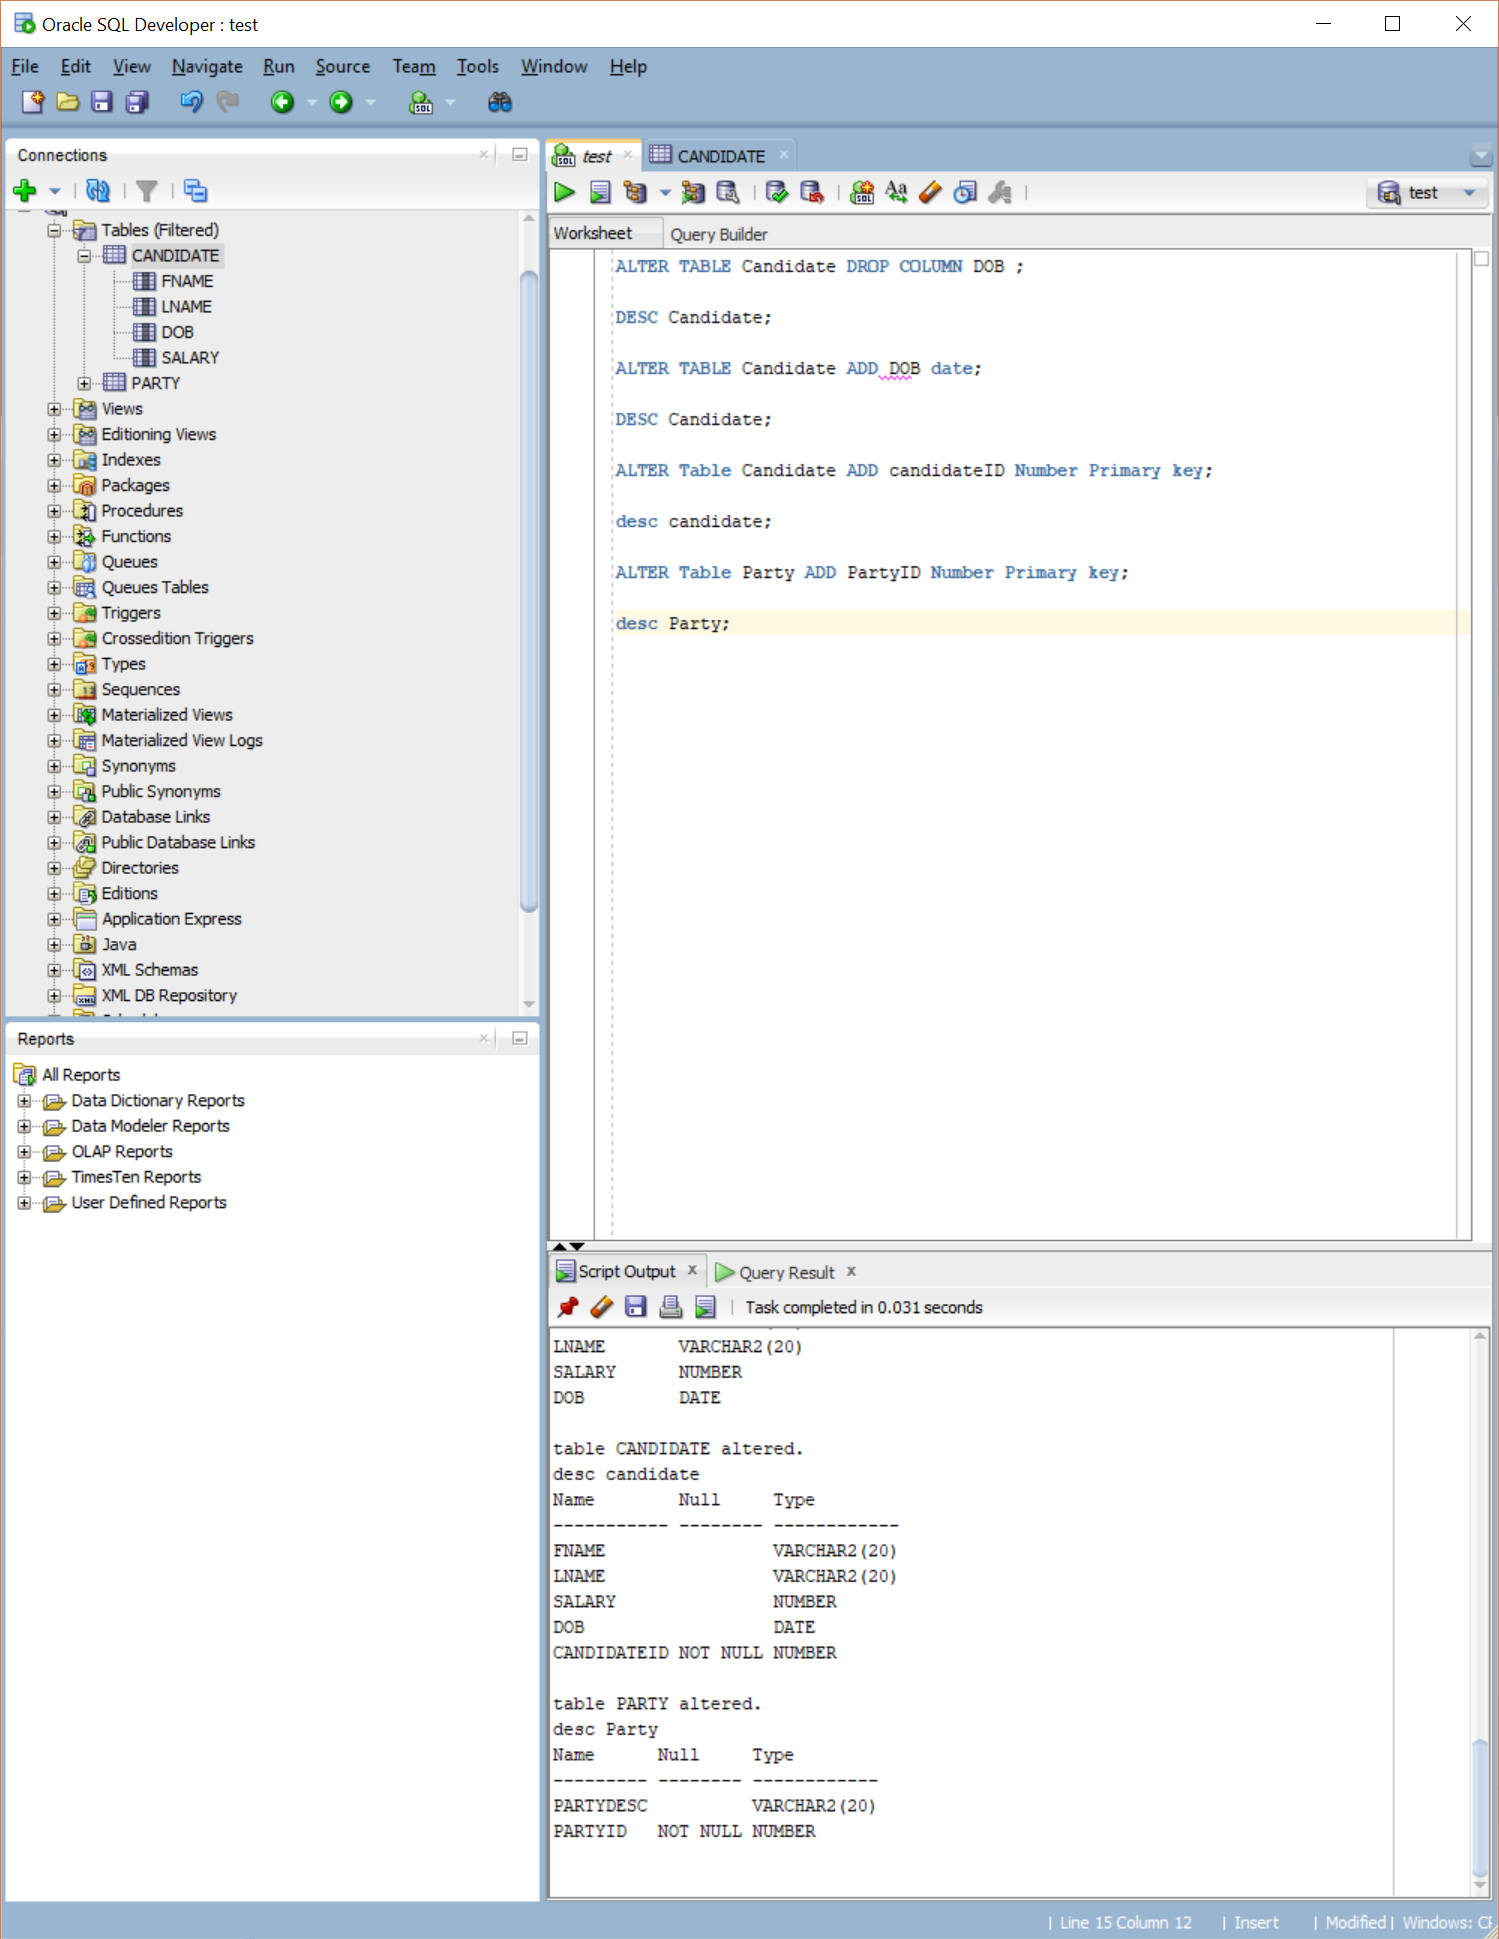 Oracle SQL Developer : test
File Edit View Navigate Run Source Team Tools Window Help
Connections
Tables (Filtered)
CANDIDATE
FNAME
LNAME
DOB
SALARY
PARTY
Views
Editioning Views
Indexes
Packages
Procedures
Functions
Queues
Queues Tables
Triggers
Crossedition Triggers
Types
Sequences
Materialized Views
Materialized View Logs
Synonyms
Public Synonyms
Database Links
Public Database Links
Directories
Editions
Application Express
Java
XML Schemas
XML DB Repository
Reports
All Reports
Data Dictionary Reports
Data Modeler Reports
OLAP Reports
TimesTen Reports
User Defined Reports
test CANDIDATE
test
Worksheet Query Builder
ALTER TABLE Candidate DROP COLUMN DOB ;
DESC Candidate;
ALTER TABLE Candidate ADD DOB date;
DESC Candidate;
ALTER Table Candidate ADD candidateID Number Primary key;
desc candidate;
ALTER Table Party ADD PartyID Number Primary key;
desc Party;
Script Output x Query Result x
Task completed in 0.031 seconds
LNAME VARCHAR2(20)
SALARY NUMBER
DOB DATE
table CANDIDATE altered.
desc candidate
Name Null Type
----------- -------- ------------
FNAME VARCHAR2(20)
LNAME VARCHAR2(20)
SALARY NUMBER
DOB DATE
CANDIDATEID NOT NULL NUMBER
table PARTY altered.
desc Party
Name Null Type
--------- -------- ------------
PARTYDESC VARCHAR2(20)
PARTYID NOT NULL NUMBER
| Line 15 Column 12 | Insert | Modified | Windows: